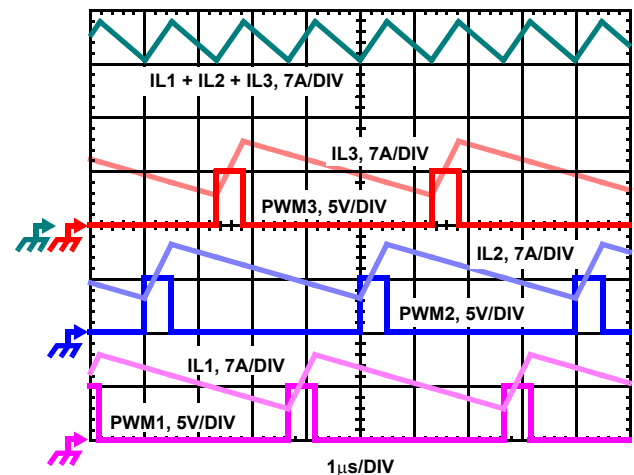 IL1 + IL2 + IL3, 7A/DIV
IL3, 7A/DIV
PWM3, 5V/DIV
IL2, 7A/DIV
PWM2, 5V/DIV
IL1, 7A/DIV
PWM1, 5V/DIV
1μs/DIV